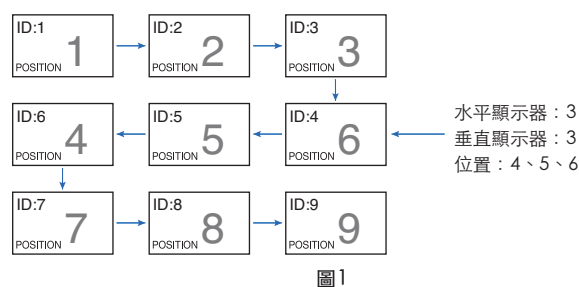 ID:1
POSITION 1
ID:2
POSITION 2
ID:3
POSITION 3
ID:6
POSITION 4
ID:5
POSITION 5
ID:4
POSITION 6
水平顯示器：3
垂直顯示器：3
位置：4、5、6
ID:7
POSITION 7
ID:8
POSITION 8
ID:9
POSITION 9
圖1